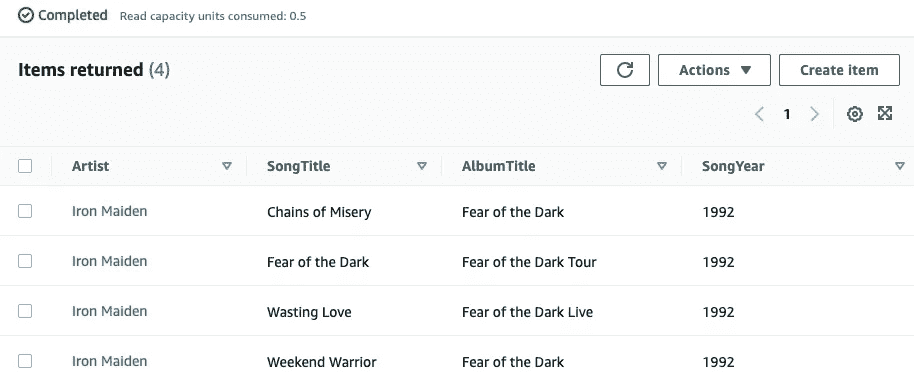 Completed Read capacity units consumed: 0.5
Items returned (4) Actions Create item
1
Artist SongTitle AlbumTitle SongYear
Iron Maiden Chains of Misery Fear of the Dark 1992
Iron Maiden Fear of the Dark Fear of the Dark Tour 1992
Iron Maiden Wasting Love Fear of the Dark Live 1992
Iron Maiden Weekend Warrior Fear of the Dark 1992